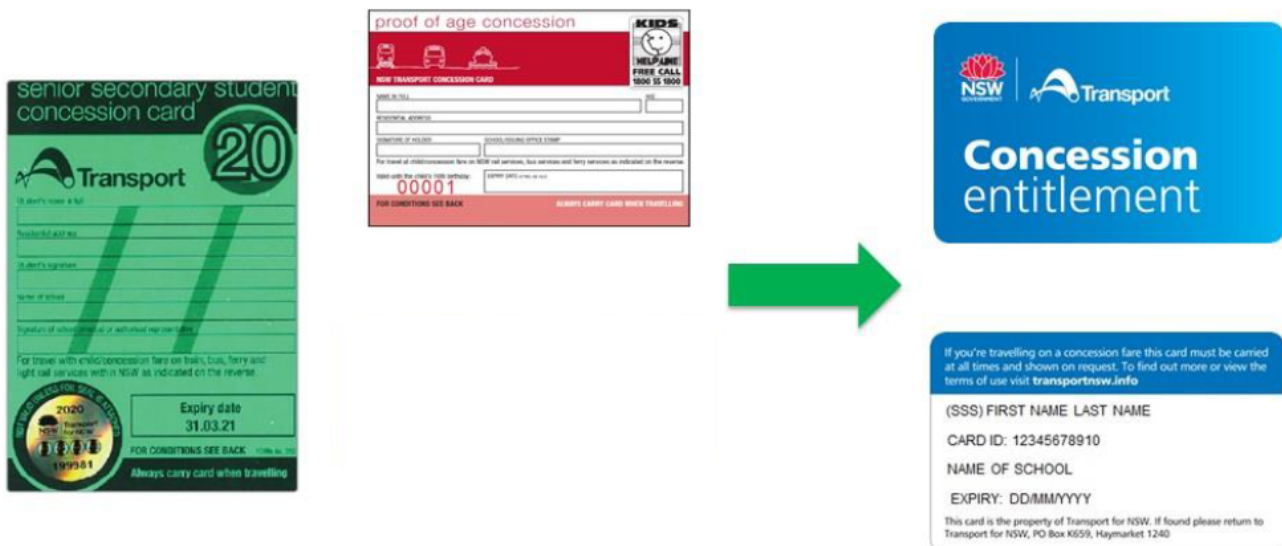 senior secondary student
concession card
20
Transport
Student's name in full
Residential address
Student's signature
Name of school
Signature of school principal or authorised representative
For travel with child/concession fare on train, bus, ferry and
light rail services within NSW as indicated on the reverse.
2020
NSW
Transport
for NSW
199981
Expiry date
31.03.21
FOR CONDITIONS SEE BACK
Always carry card when travelling
proof of age concession
KIDS
HELP LINE
FREE CALL
1800 55 1800
NSW TRANSPORT CONCESSION CARD
NAME IN FULL
AGE
RESIDENTIAL ADDRESS
SIGNATURE OF HOLDER
SCHOOL/ISSUING OFFICE STAMP
For travel at child/concession fare on NSW rail services, bus services and ferry services as indicated on the reverse
Valid until the child's 16th birthday:
00001
EXPIRY DATE
FOR CONDITIONS SEE BACK
ALWAYS CARRY CARD WHEN TRAVELLING
NSW
GOVERNMENT
Transport
Concession
entitlement
If you're travelling on a concession fare this card must be carried
at all times and shown on request. To find out more or view the
terms of use visit transportnsw.info
(SSS) FIRST NAME LAST NAME
CARD ID: 12345678910
NAME OF SCHOOL
EXPIRY: DD/MM/YYYY
This card is the property of Transport for NSW. If found please return to
Transport for NSW, PO Box K659, Haymarket 1240